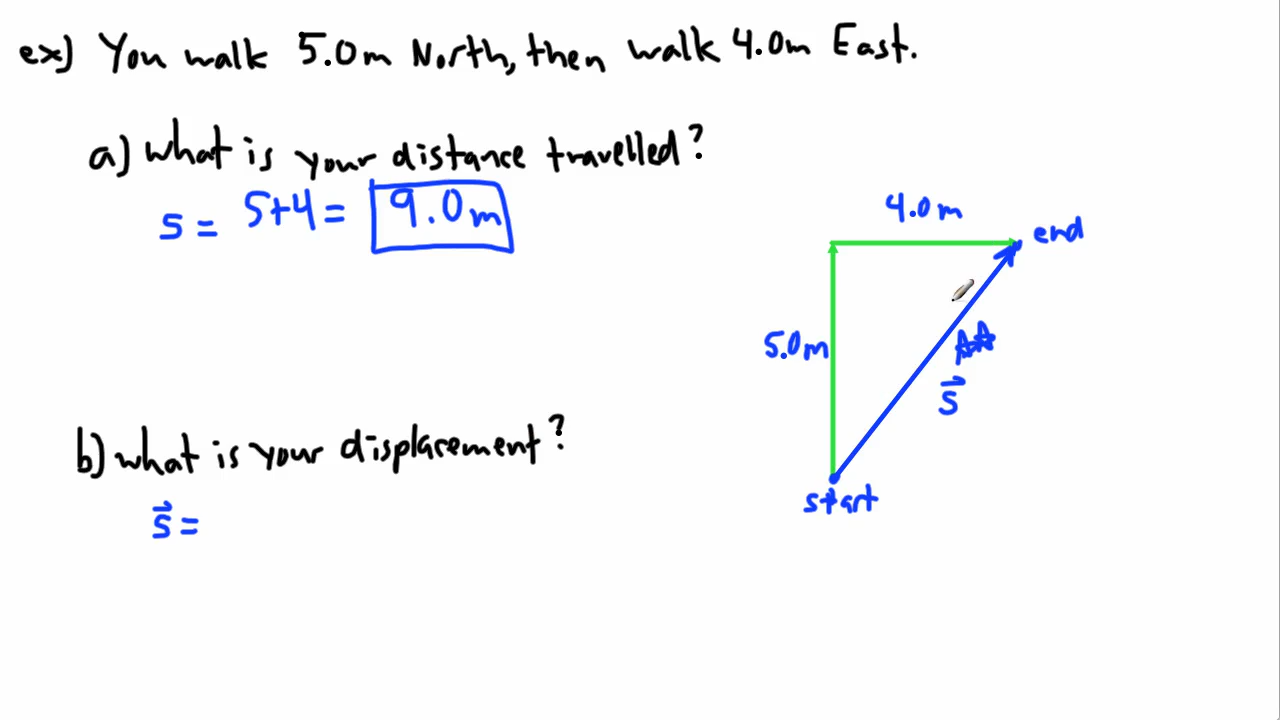 ex) You walk 5.0m North, then walk 4.0m East.
a) What is your distance travelled?
s = 5+4 = 9.0m
4.0m
end
5.0m
s⃗
start
b) what is your displacement?
s⃗ =